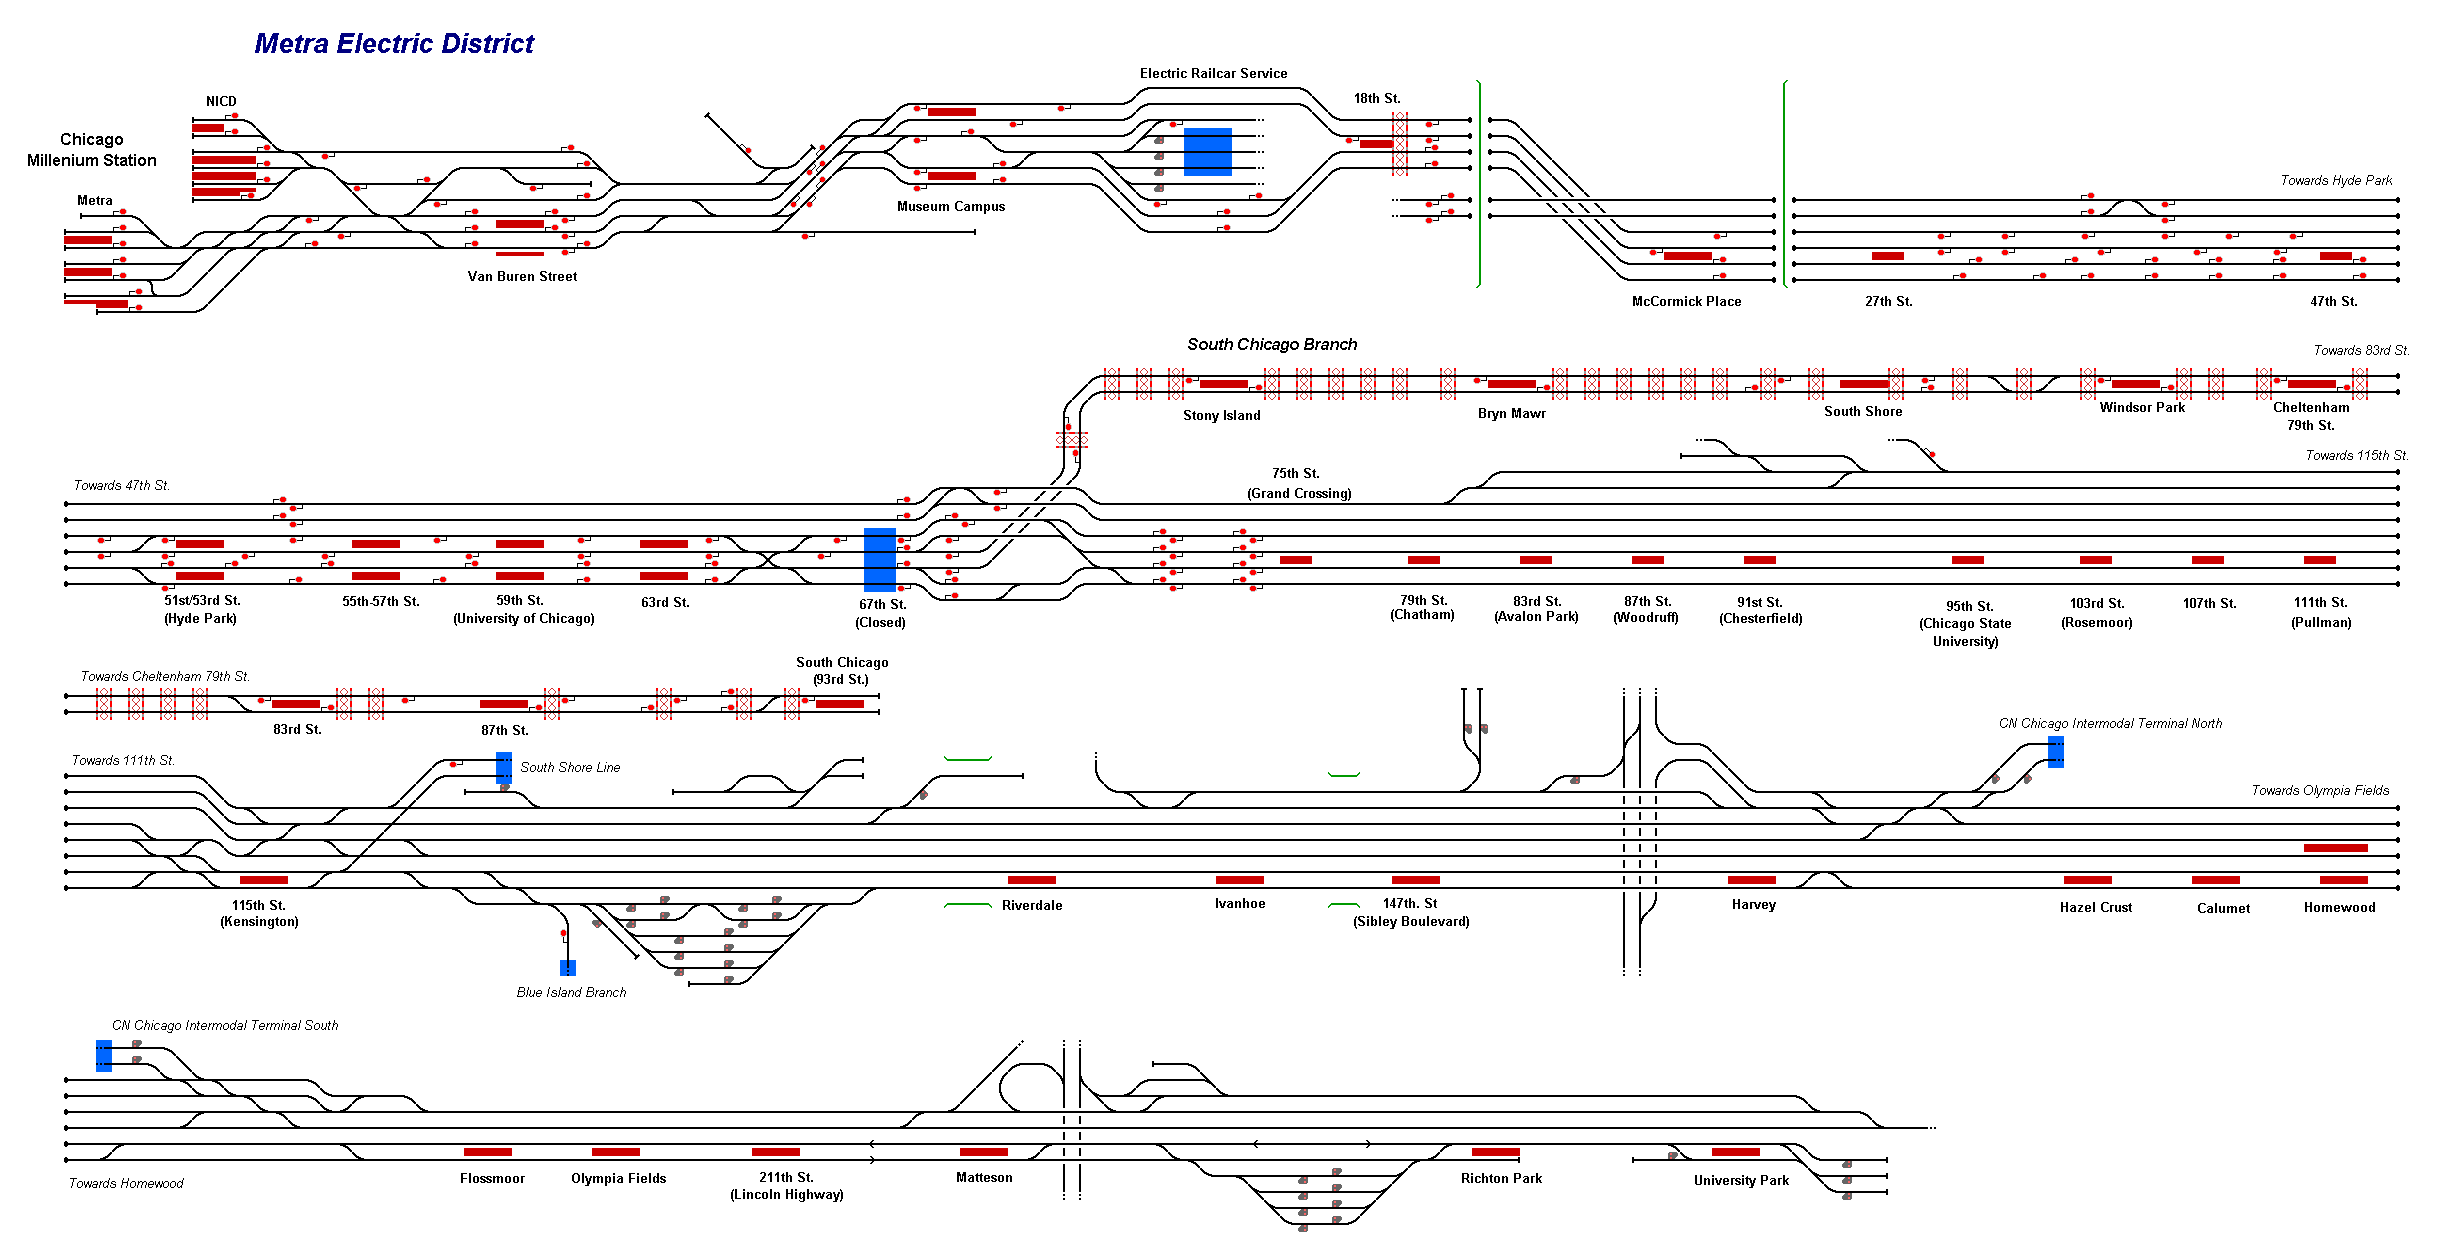 Metra Electric District
Electric Railcar Service
NICD
18th St.
Chicago
Millenium Station
Towards Hyde Park
Metra
Museum Campus
Van Buren Street
McCormick Place
27th St.
47th St.
South Chicago Branch
Towards 83rd St.
Stony Island
Bryn Mawr
South Shore
Windsor Park
Cheltenham
79th St.
Towards 115th St.
Towards 47th St.
75th St.
(Grand Crossing)
51st/53rd St.
(Hyde Park)
55th-57th St.
59th St.
(University of Chicago)
63rd St.
67th St.
(Closed)
79th St.
(Chatham)
83rd St.
(Avalon Park)
87th St.
(Woodruff)
91st St.
(Chesterfield)
95th St.
(Chicago State
University)
103rd St.
(Rosemoor)
107th St.
111th St.
(Pullman)
Towards Cheltenham 79th St.
South Chicago
(93rd St.)
83rd St.
87th St.
CN Chicago Intermodal Terminal North
Towards 111th St.
South Shore Line
Towards Olympia Fields
115th St.
(Kensington)
Riverdale
Ivanhoe
147th. St
(Sibley Boulevard)
Harvey
Hazel Crust
Calumet
Homewood
Blue Island Branch
CN Chicago Intermodal Terminal South
Towards Homewood
Flossmoor
Olympia Fields
211th St.
(Lincoln Highway)
Matteson
Richton Park
University Park